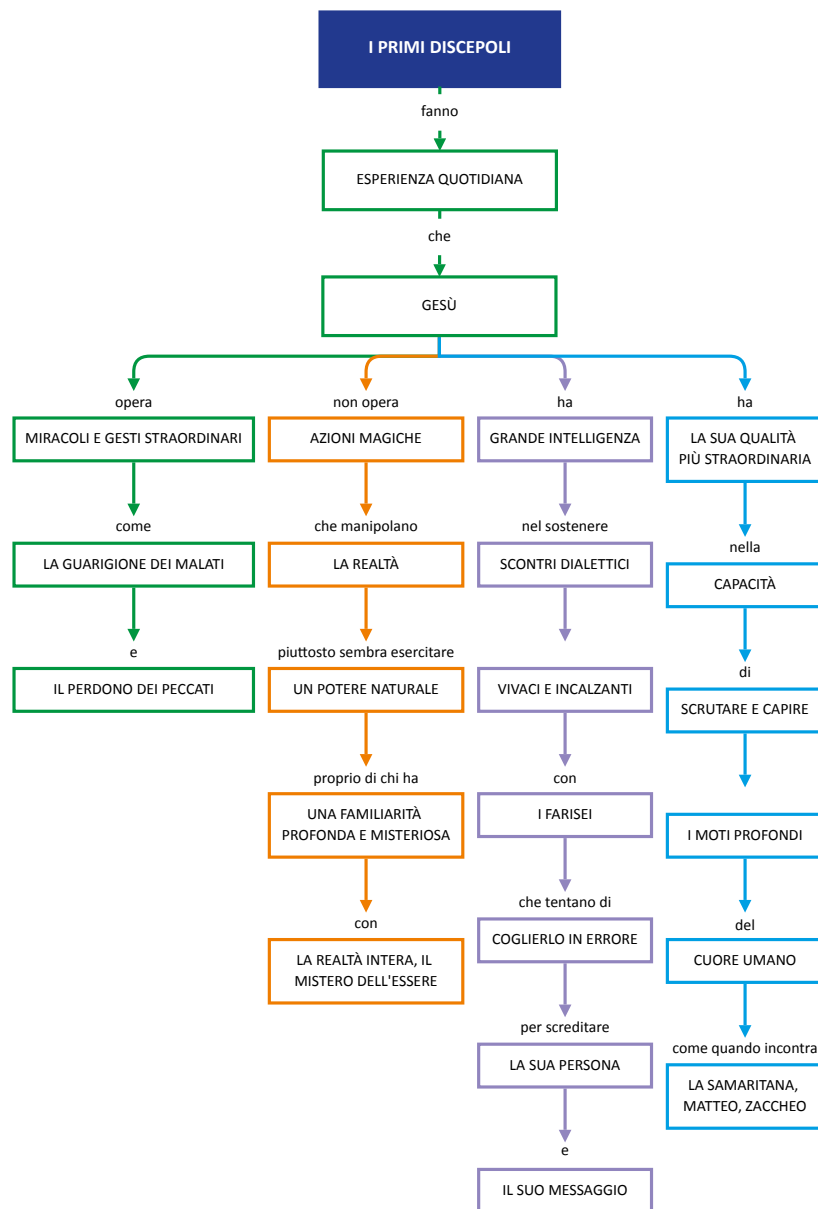 I PRIMI DISCEPOLI
fanno
ESPERIENZA QUOTIDIANA
che
GESÙ
opera
MIRACOLI E GESTI STRAORDINARI
come
LA GUARIGIONE DEI MALATI
e
IL PERDONO DEI PECCATI
non opera
AZIONI MAGICHE
che manipolano
LA REALTÀ
piuttosto sembra esercitare
UN POTERE NATURALE
proprio di chi ha
UNA FAMILIARITÀ
PROFONDA E MISTERIOSA
con
LA REALTÀ INTERA, IL
MISTERO DELL'ESSERE
ha
GRANDE INTELLIGENZA
nel sostenere
SCONTRI DIALETTICI
VIVACI E INCALZANTI
con
I FARISEI
che tentano di
COGLIERLO IN ERRORE
per screditare
LA SUA PERSONA
e
IL SUO MESSAGGIO
ha
LA SUA QUALITÀ
PIÙ STRAORDINARIA
nella
CAPACITÀ
di
SCRUTARE E CAPIRE
I MOTI PROFONDI
del
CUORE UMANO
come quando incontra
LA SAMARITANA,
MATTEO, ZACCHEO